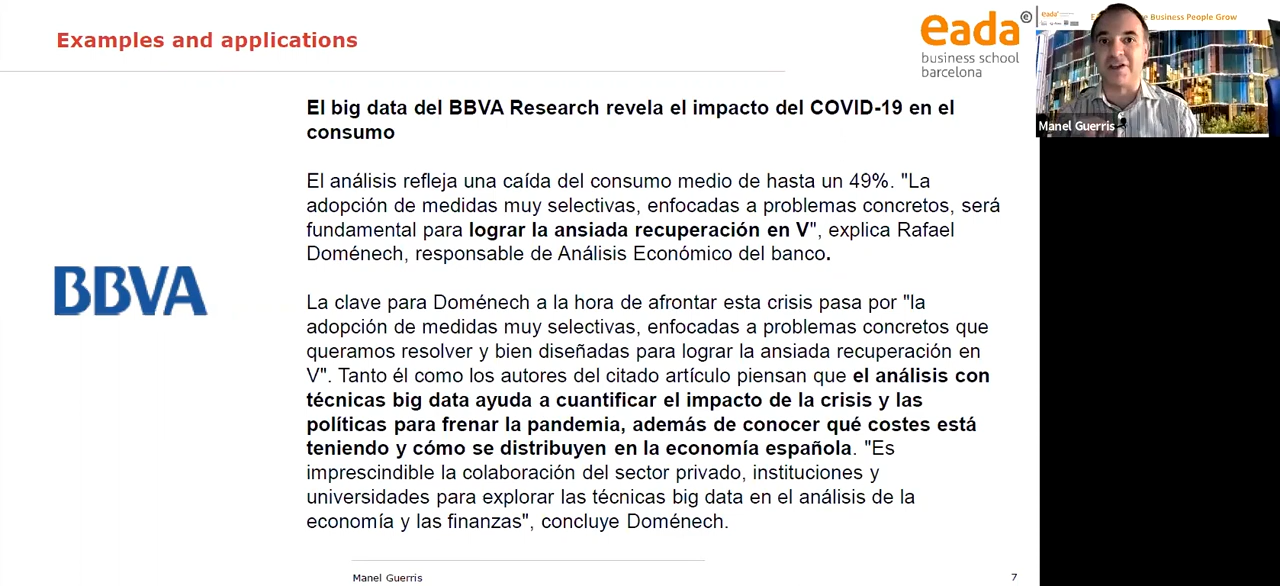 Examples and applications
eada
business school
barcelona
Business People Grow
Manel Guerris
El big data del BBVA Research revela el impacto del COVID-19 en el
consumo
El análisis refleja una caída del consumo medio de hasta un 49%. "La
adopción de medidas muy selectivas, enfocadas a problemas concretos, será
fundamental para lograr la ansiada recuperación en V", explica Rafael
Doménech, responsable de Análisis Económico del banco.
BBVA
La clave para Doménech a la hora de afrontar esta crisis pasa por "la
adopción de medidas muy selectivas, enfocadas a problemas concretos que
queramos resolver y bien diseñadas para lograr la ansiada recuperación en
V". Tanto él como los autores del citado artículo piensan que el análisis con
técnicas big data ayuda a cuantificar el impacto de la crisis y las
políticas para frenar la pandemia, además de conocer qué costes está
teniendo y cómo se distribuyen en la economía española. "Es
imprescindible la colaboración del sector privado, instituciones y
universidades para explorar las técnicas big data en el análisis de la
economía y las finanzas", concluye Doménech.
Manel Guerris
7